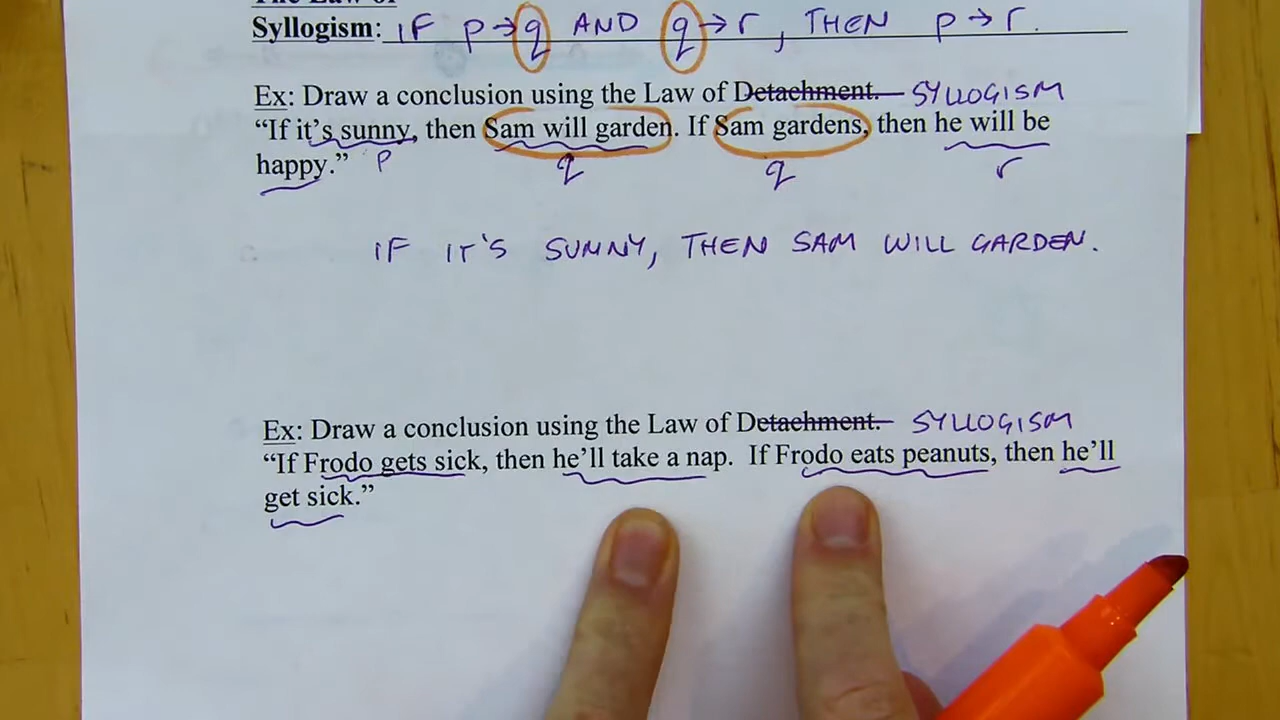 The Law of
Syllogism: IF p→q AND q→r, THEN p→r.
Ex: Draw a conclusion using the Law of Detachment. SYLLOGISM
“If it’s sunny, then Sam will garden. If Sam gardens, then he will be
happy.” p q q r
IF IT'S SUNNY, THEN SAM WILL GARDEN.
Ex: Draw a conclusion using the Law of Detachment. SYLLOGISM
“If Frodo gets sick, then he’ll take a nap. If Frodo eats peanuts, then he’ll
get sick.”